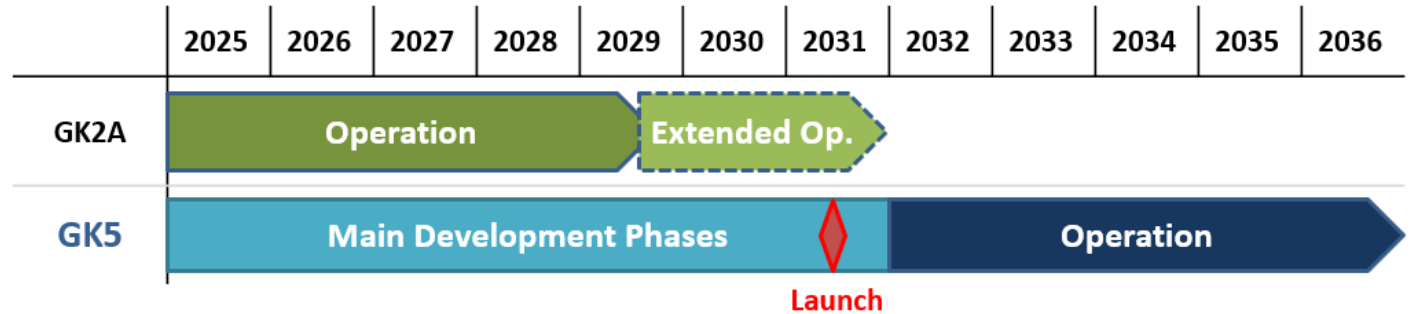 2025 2026 2027 2028 2029 2030 2031 2032 2033 2034 2035 2036
GK2A Operation Extended Op.
GK5 Main Development Phases Operation
Launch